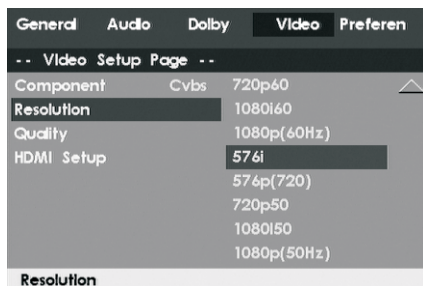 General Audio Dolby Video Preferen
-- Video Setup Page --
Component Cvbs 720p60
Resolution 1080i60
Quality 1080p(60Hz)
HDMI Setup 576i
576p(720)
720p50
1080i50
1080p(50Hz)
Resolution